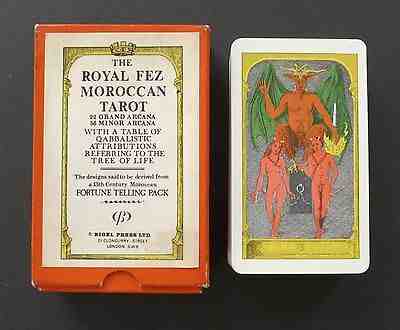 THE
ROYAL FEZ
MOROCCAN
TAROT
22 GRAND ARCANA
56 MINOR ARCANA
WITH A TABLE OF
QABBALISTIC
ATTRIBUTIONS
REFERRING TO THE
TREE OF LIFE
The designs said to be derived from
a 13th Century Moroccan
FORTUNE TELLING PACK
© RIGEL PRESS LTD.
STREET
LONDON S.W.8